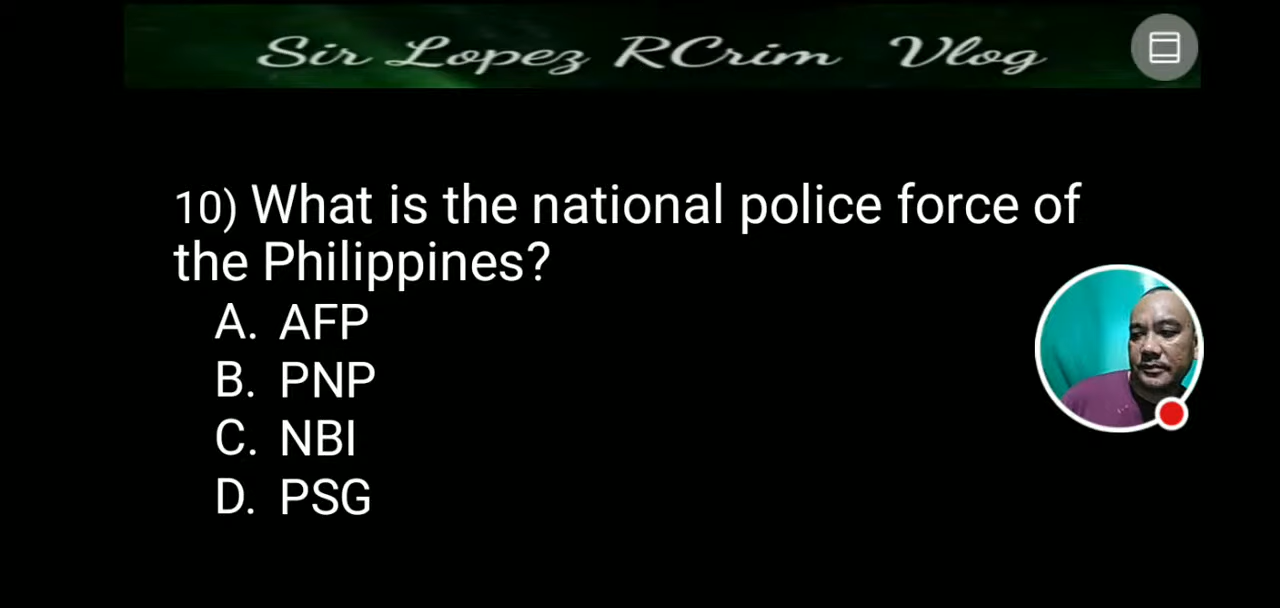 Sir Lopez RCrim Vlog
10) What is the national police force of
the Philippines?
A. AFP
B. PNP
C. NBI
D. PSG